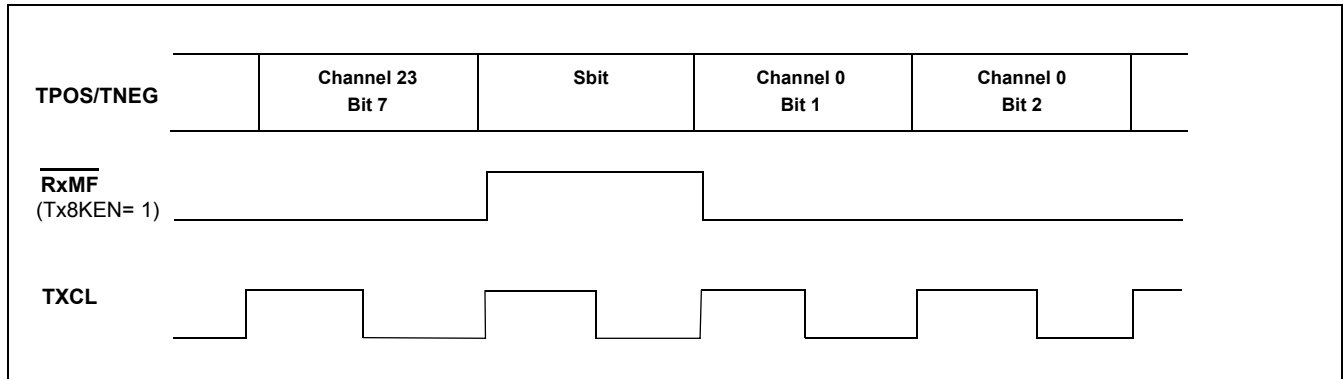 TPOS/TNEG
Channel 23
Bit 7
Sbit
Channel 0
Bit 1
Channel 0
Bit 2
RxMF
(Tx8KEN= 1)
TXCL